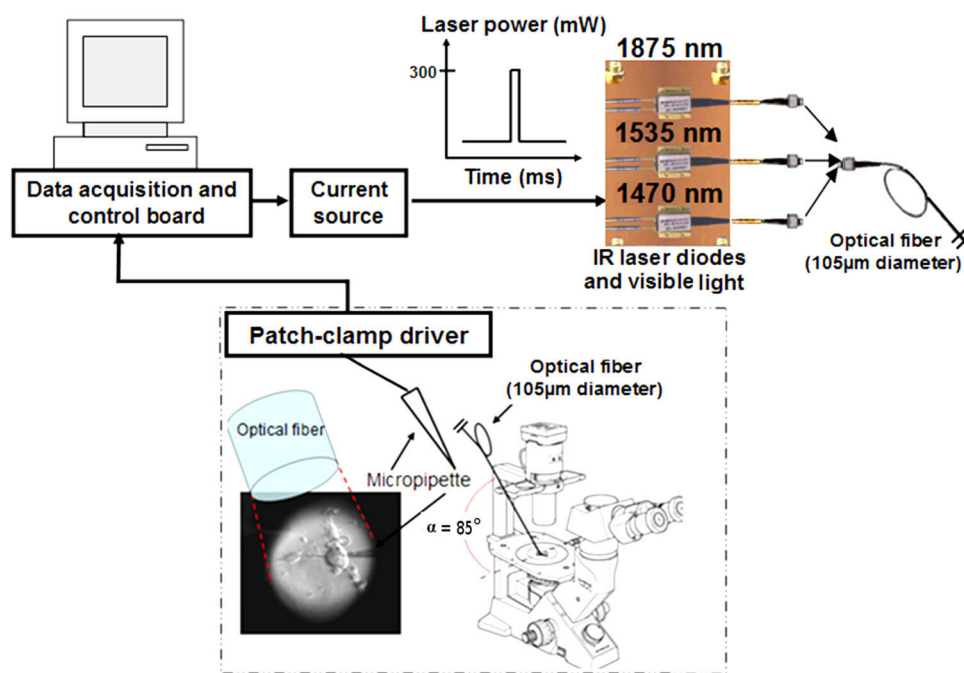 Laser power (mW)
300
Time (ms)
1875 nm
1535 nm
1470 nm
IR laser diodes
and visible light
Optical fiber
(105µm diameter)
Data acquisition and
control board
Current
source
Patch-clamp driver
Optical fiber
(105µm diameter)
Optical fiber
Micropipette
α = 85°